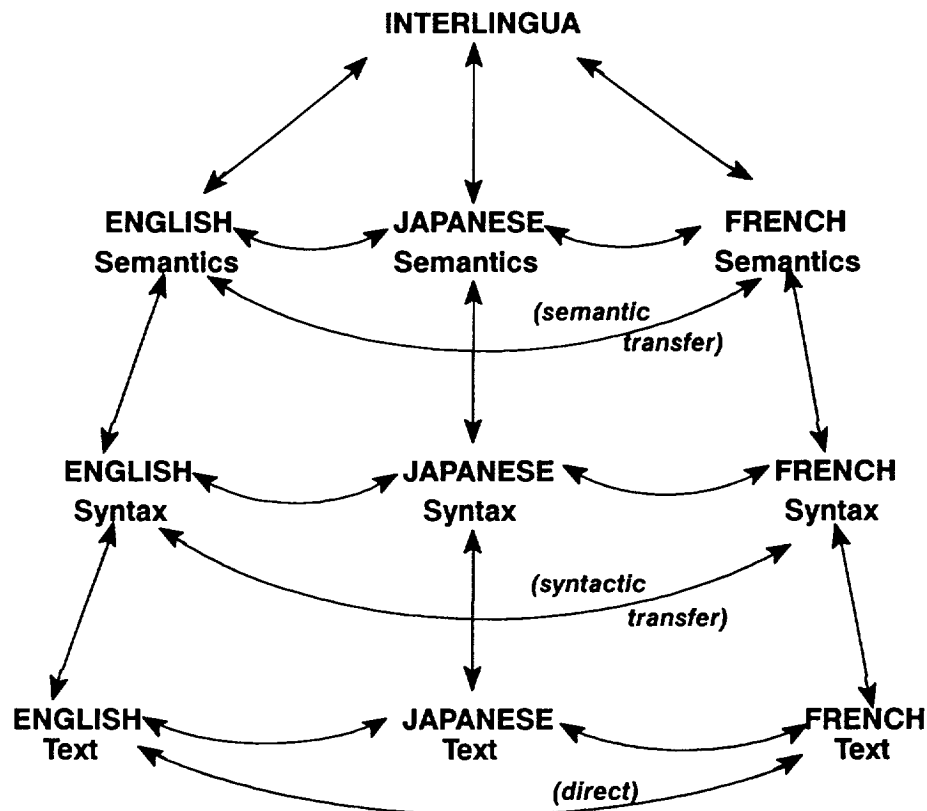 INTERLINGUA
ENGLISH JAPANESE FRENCH
Semantics Semantics Semantics
(semantic
transfer)
ENGLISH JAPANESE FRENCH
Syntax Syntax Syntax
(syntactic
transfer)
ENGLISH JAPANESE FRENCH
Text Text Text
(direct)